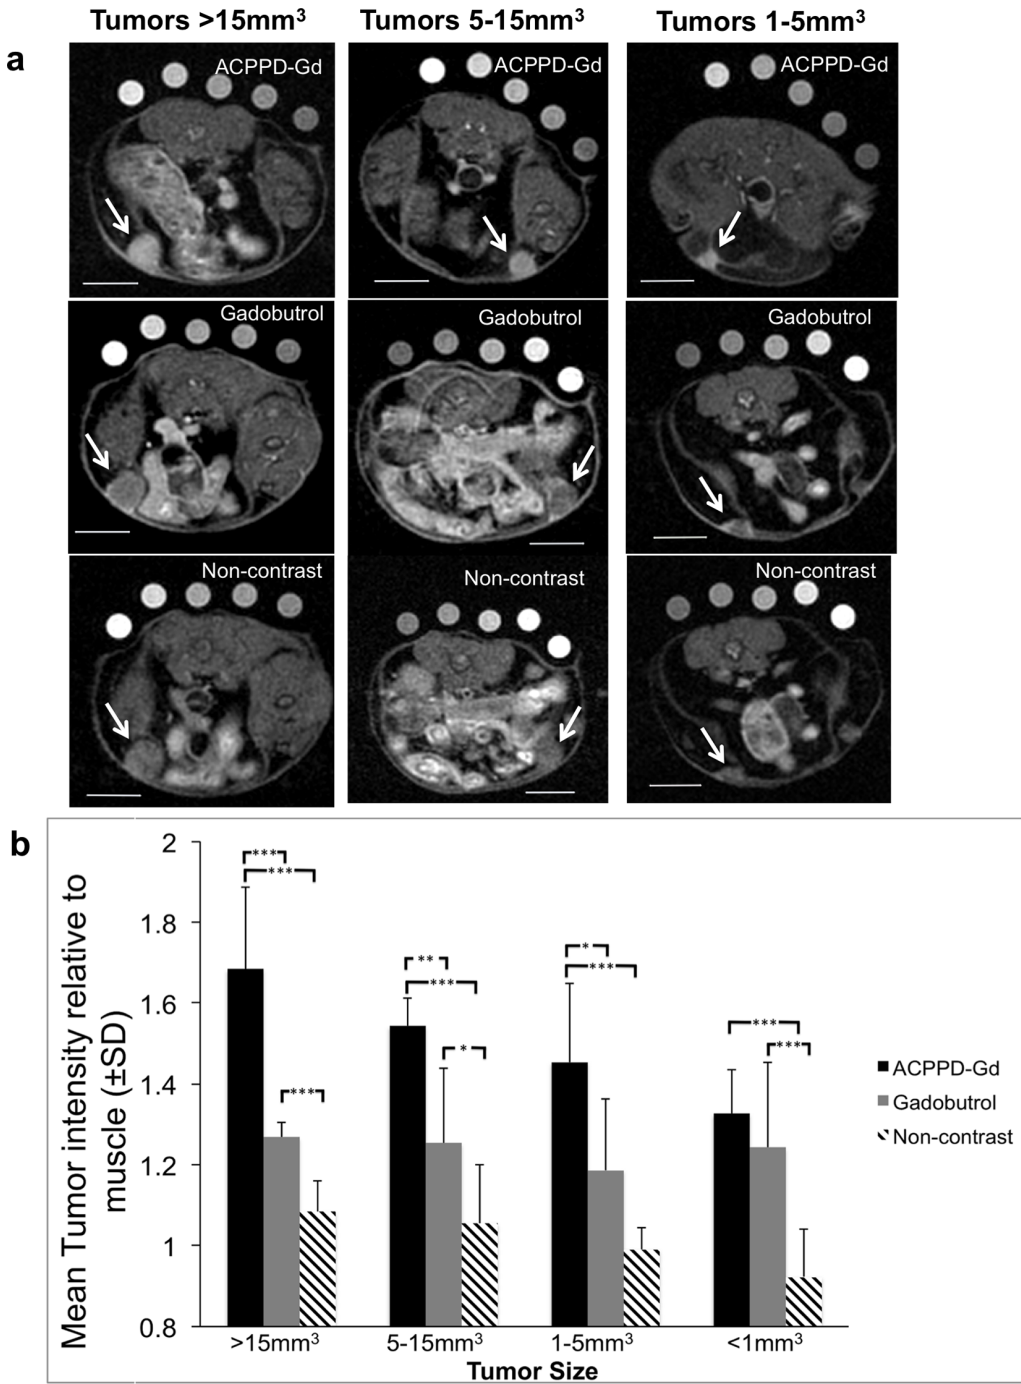 Tumors >15mm³ Tumors 5-15mm³ Tumors 1-5mm³
a
ACPPD-Gd ACPPD-Gd ACPPD-Gd
Gadobutrol Gadobutrol Gadobutrol
Non-contrast Non-contrast Non-contrast
b
Mean Tumor intensity relative to
muscle (±SD)
2
1.8
1.6
1.4
1.2
1
0.8
*** 
***
***
**
***
*
*
***
***
***
>15mm³ 5-15mm³ 1-5mm³ <1mm³
Tumor Size
ACPPD-Gd
Gadobutrol
Non-contrast